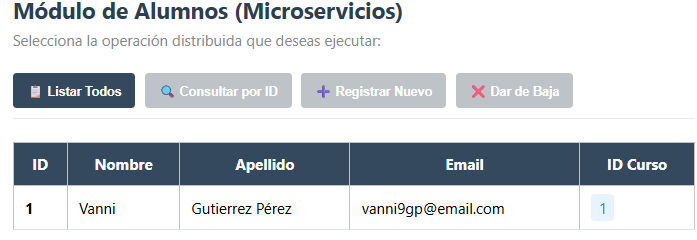 Módulo de Alumnos (Microservicios)
Selecciona la operación distribuida que deseas ejecutar:
Listar Todos Consultar por ID Registrar Nuevo Dar de Baja
ID Nombre Apellido Email ID Curso
1 Vanni Gutierrez Pérez vanni9gp@email.com 1